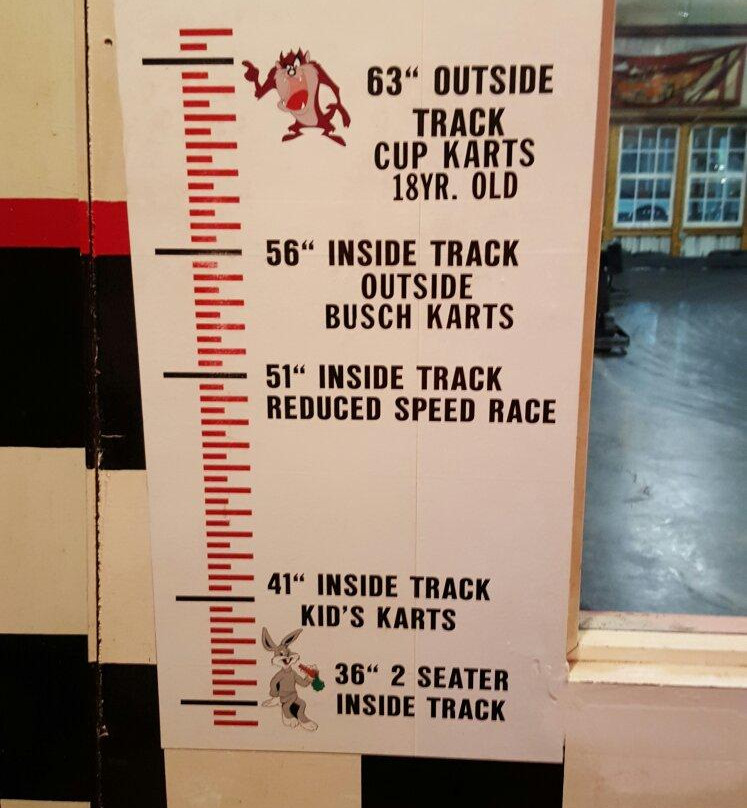 63“ OUTSIDE
TRACK
CUP KARTS
18YR. OLD
56“ INSIDE TRACK
OUTSIDE
BUSCH KARTS
51“ INSIDE TRACK
REDUCED SPEED RACE
41“ INSIDE TRACK
KID'S KARTS
36“ 2 SEATER
INSIDE TRACK